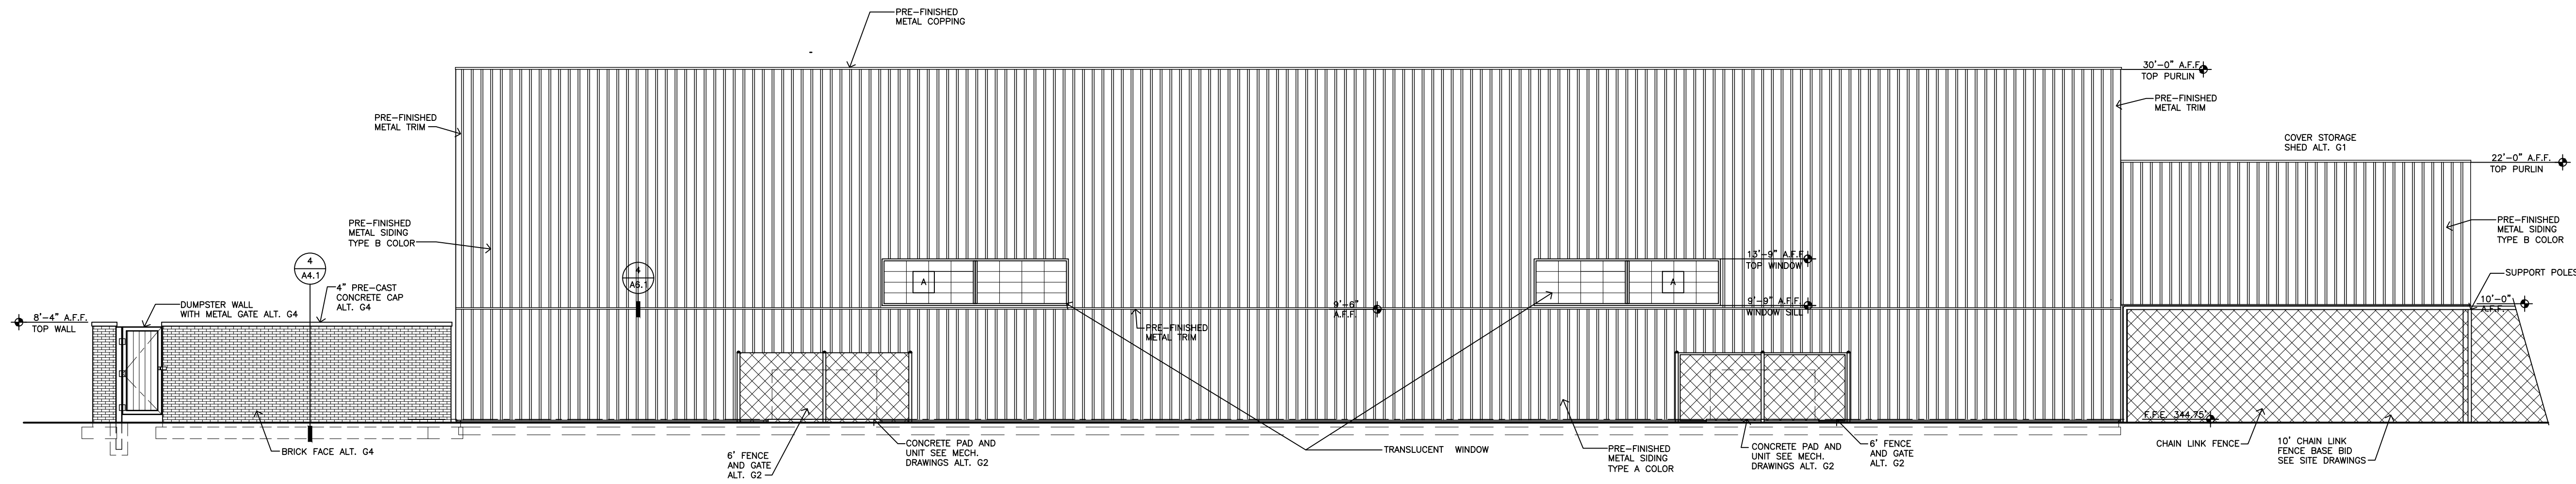 PRE-FINISHED
METAL COPPING
30'-0" A.F.F.
TOP PURLIN
PRE-FINISHED
METAL TRIM
PRE-FINISHED
METAL TRIM
COVER STORAGE
SHED ALT. G1
22'-0" A.F.F.
TOP PURLIN
PRE-FINISHED
METAL SIDING
TYPE B COLOR
PRE-FINISHED
METAL SIDING
TYPE B COLOR
4
A4.1
4
A6.1
A
A
13'-9" A.F.F.
TOP WINDOW
9'-9" A.F.F.
WINDOW SILL
9'-6"
A.F.F.
SUPPORT POLES
10'-0"
A.F.F.
4" PRE-CAST
CONCRETE CAP
ALT. G4
DUMPSTER WALL
WITH METAL GATE ALT. G4
8'-4" A.F.F.
TOP WALL
PRE-FINISHED
METAL TRIM
F.F.E. 344.75'
BRICK FACE ALT. G4
6' FENCE
AND GATE
ALT. G2
CONCRETE PAD AND
UNIT SEE MECH.
DRAWINGS ALT. G2
TRANSLUCENT WINDOW
PRE-FINISHED
METAL SIDING
TYPE A COLOR
CONCRETE PAD AND
UNIT SEE MECH.
DRAWINGS ALT. G2
6' FENCE
AND GATE
ALT. G2
CHAIN LINK FENCE
10' CHAIN LINK
FENCE BASE BID
SEE SITE DRAWINGS